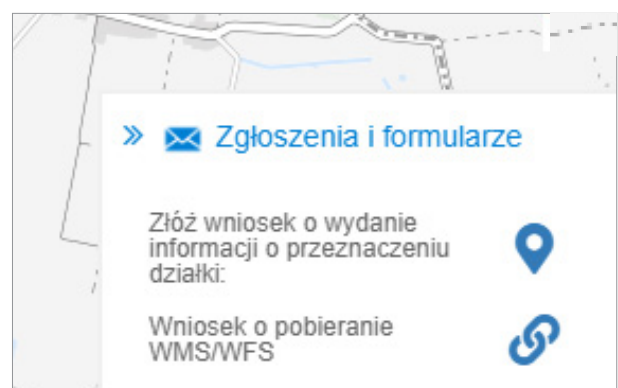 Zgłoszenia i formularze
Złóż wniosek o wydanie
informacji o przeznaczeniu
działki:
Wniosek o pobieranie
WMS/WFS